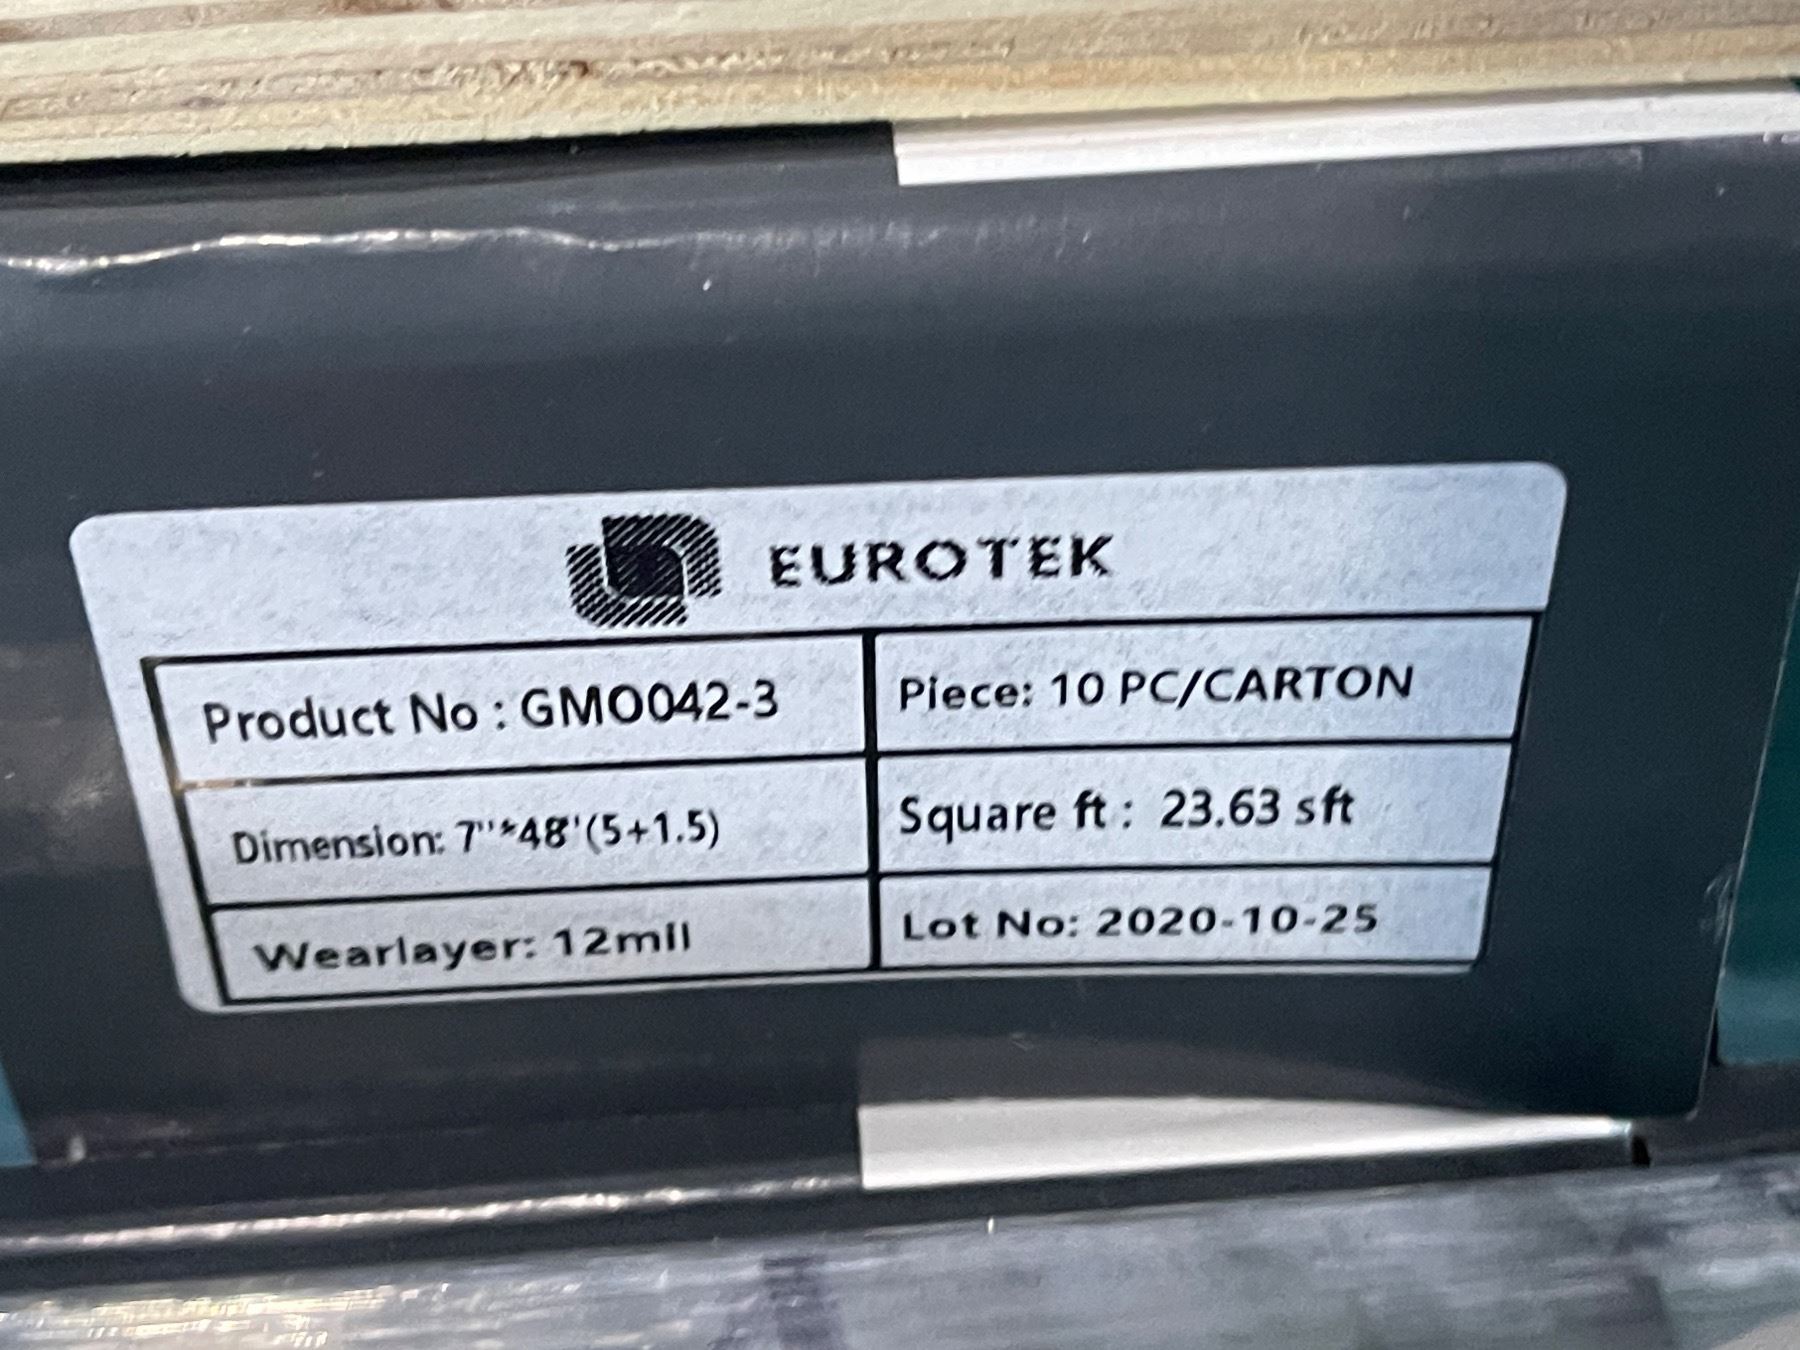 EUROTEK
Product No : GMO042-3
Piece: 10 PC/CARTON
Dimension: 7''*48'(5+1.5)
Square ft : 23.63 sft
Wearlayer: 12mil
Lot No: 2020-10-25